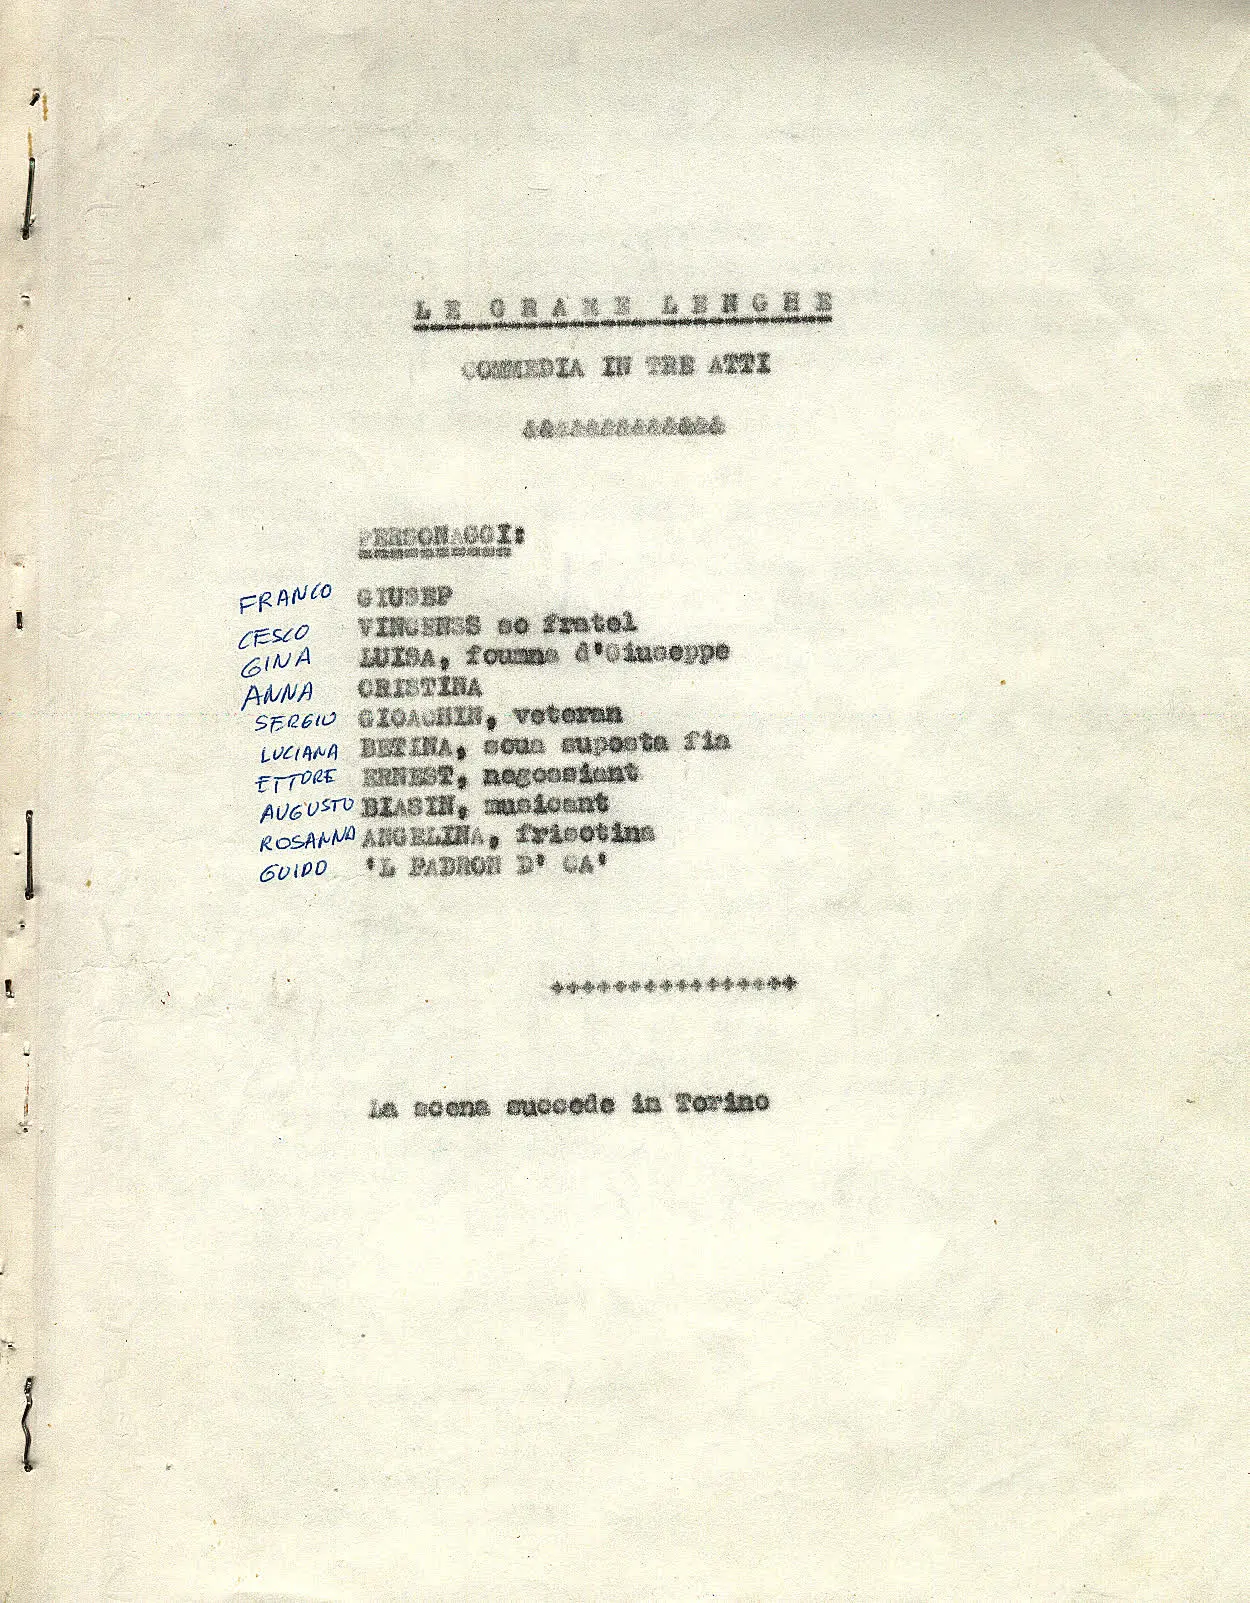 LE GRAME LENGHE
COMMEDIA IN TRE ATTI
&&&&&&&&&&&&&
PERSONAGGI:
FRANCO GIUSEP
CESCO VINCENSS so fratel
GINA LUISA, foumna d'Giuseppe
ANNA CRISTINA
SERGIO GIOACHIN, veteran
LUCIANA BETINA, soua suposta fia
ETTORE ERNEST, negossiant
AUGUSTO BIASIN, musicant
ROSANNA ANGELINA, frisotina
GUIDO 'L PADRON D' CA'
++++++++++++++++
La scena succede in Torino